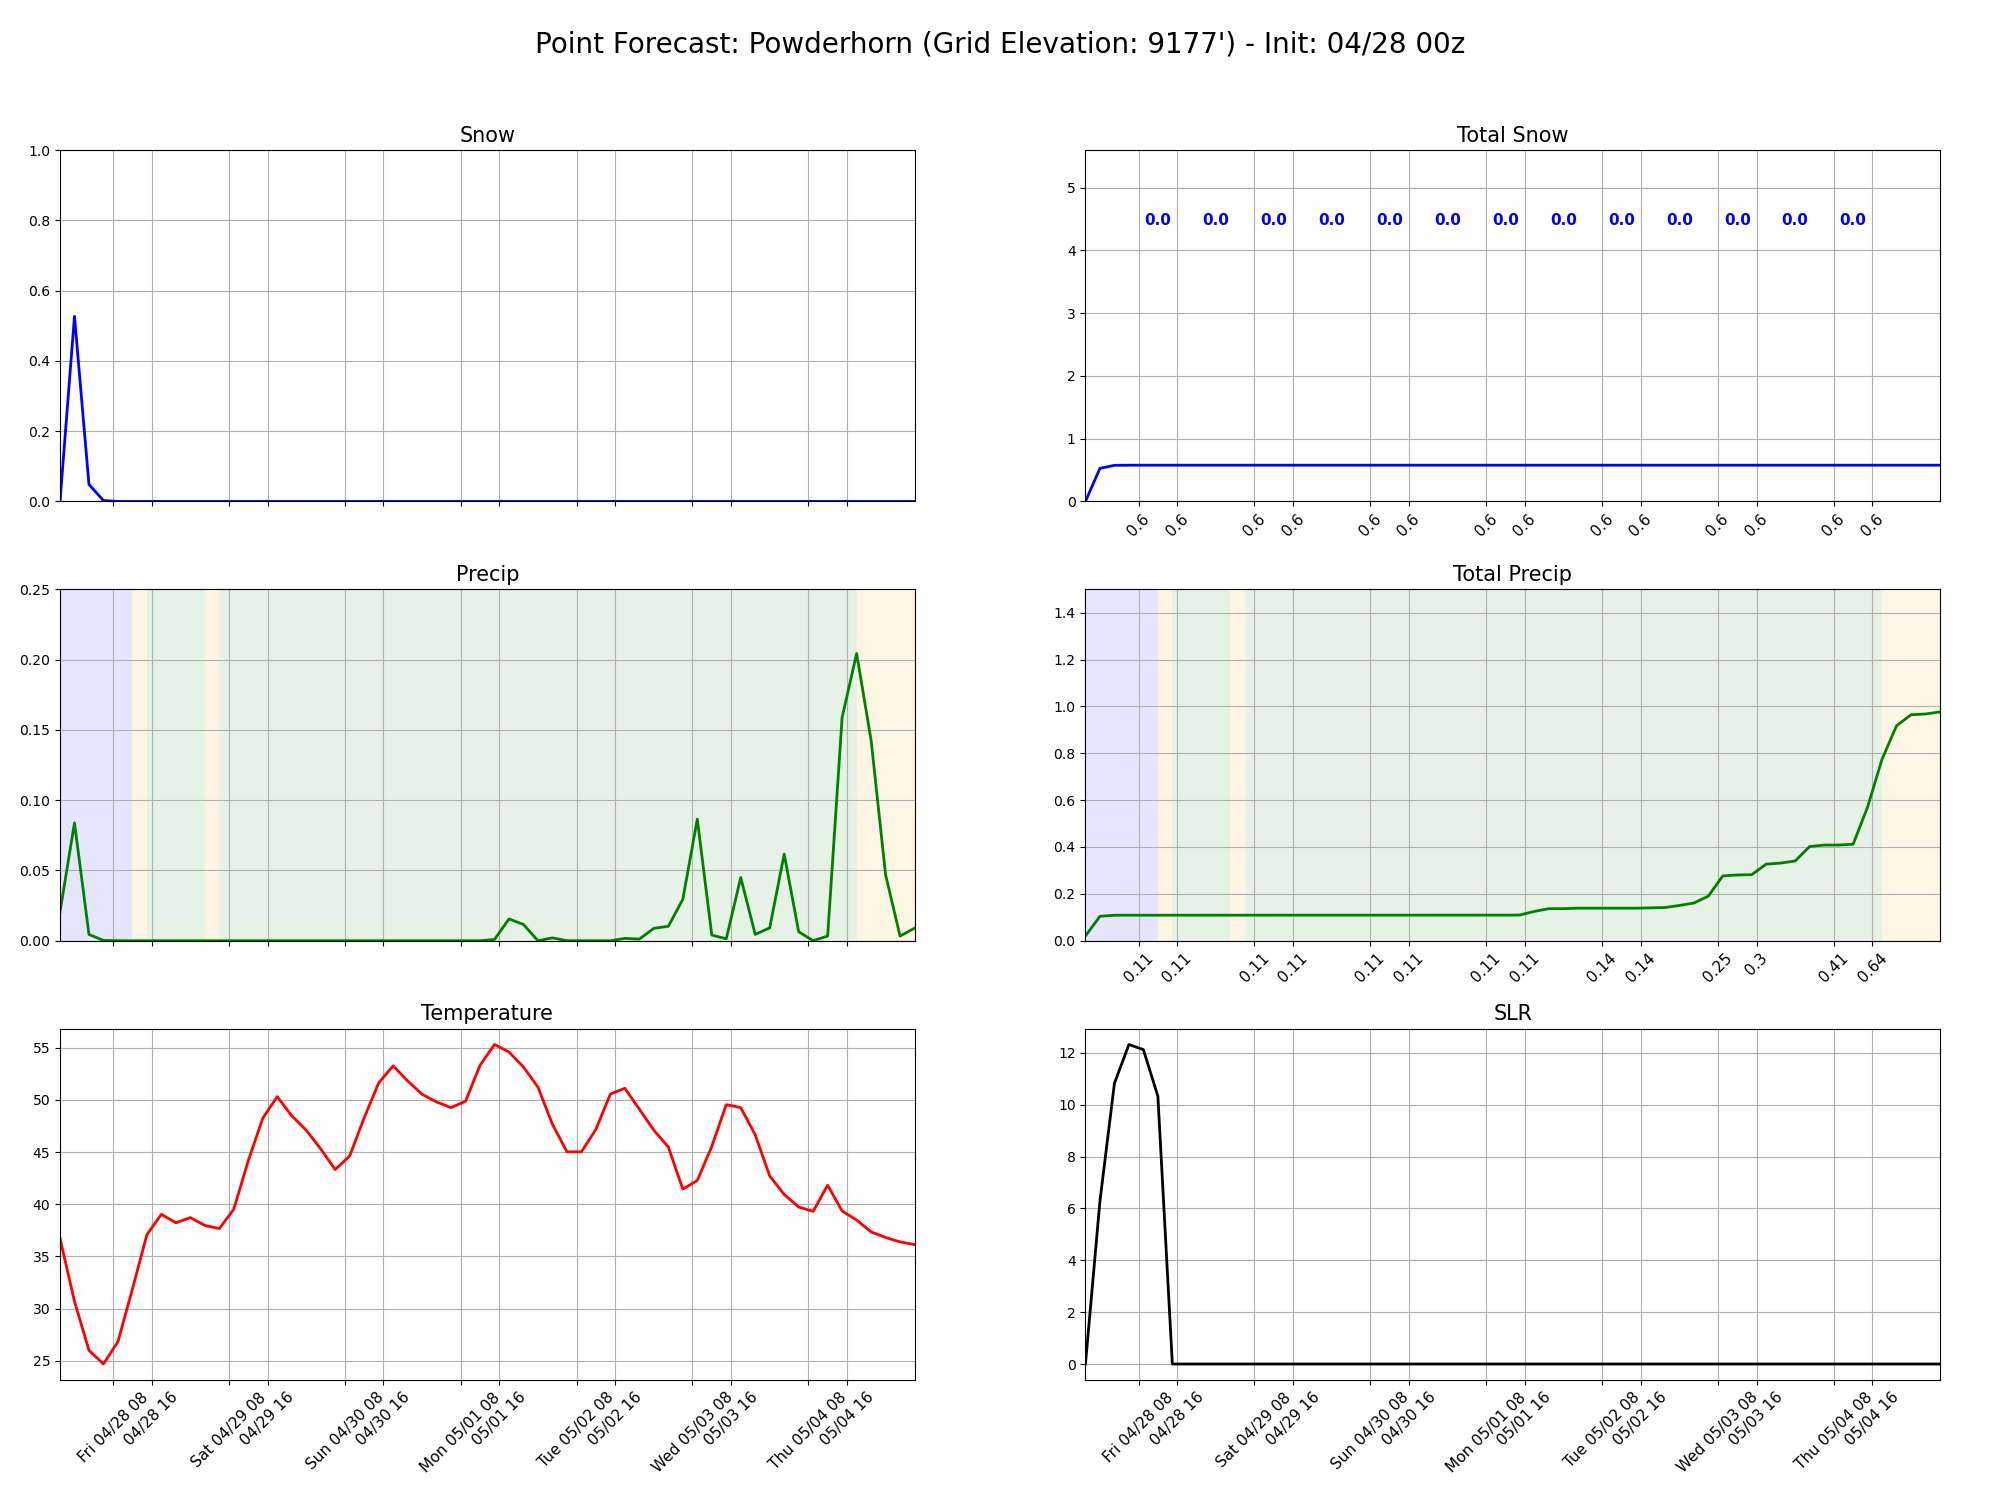 Point Forecast: Powderhorn (Grid Elevation: 9177') - Init: 04/28 00z
Snow
1.0
0.8
0.6
0.4
0.2
0.0
Total Snow
5
4
3
2
1
0
0.0 0.0 0.0 0.0 0.0 0.0 0.0 0.0 0.0 0.0 0.0 0.0 0.0
0.6 0.6 0.6 0.6 0.6 0.6 0.6 0.6 0.6 0.6 0.6 0.6 0.6 0.6
Precip
0.25
0.20
0.15
0.10
0.05
0.00
Total Precip
1.4
1.2
1.0
0.8
0.6
0.4
0.2
0.0
0.11 0.11 0.11 0.11 0.11 0.11 0.11 0.11 0.14 0.14 0.25 0.3 0.41 0.64
Temperature
55
50
45
40
35
30
25
Fri 04/28 08
04/28 16
Sat 04/29 08
04/29 16
Sun 04/30 08
04/30 16
Mon 05/01 08
05/01 16
Tue 05/02 08
05/02 16
Wed 05/03 08
05/03 16
Thu 05/04 08
05/04 16
SLR
12
10
8
6
4
2
0
Fri 04/28 08
04/28 16
Sat 04/29 08
04/29 16
Sun 04/30 08
04/30 16
Mon 05/01 08
05/01 16
Tue 05/02 08
05/02 16
Wed 05/03 08
05/03 16
Thu 05/04 08
05/04 16